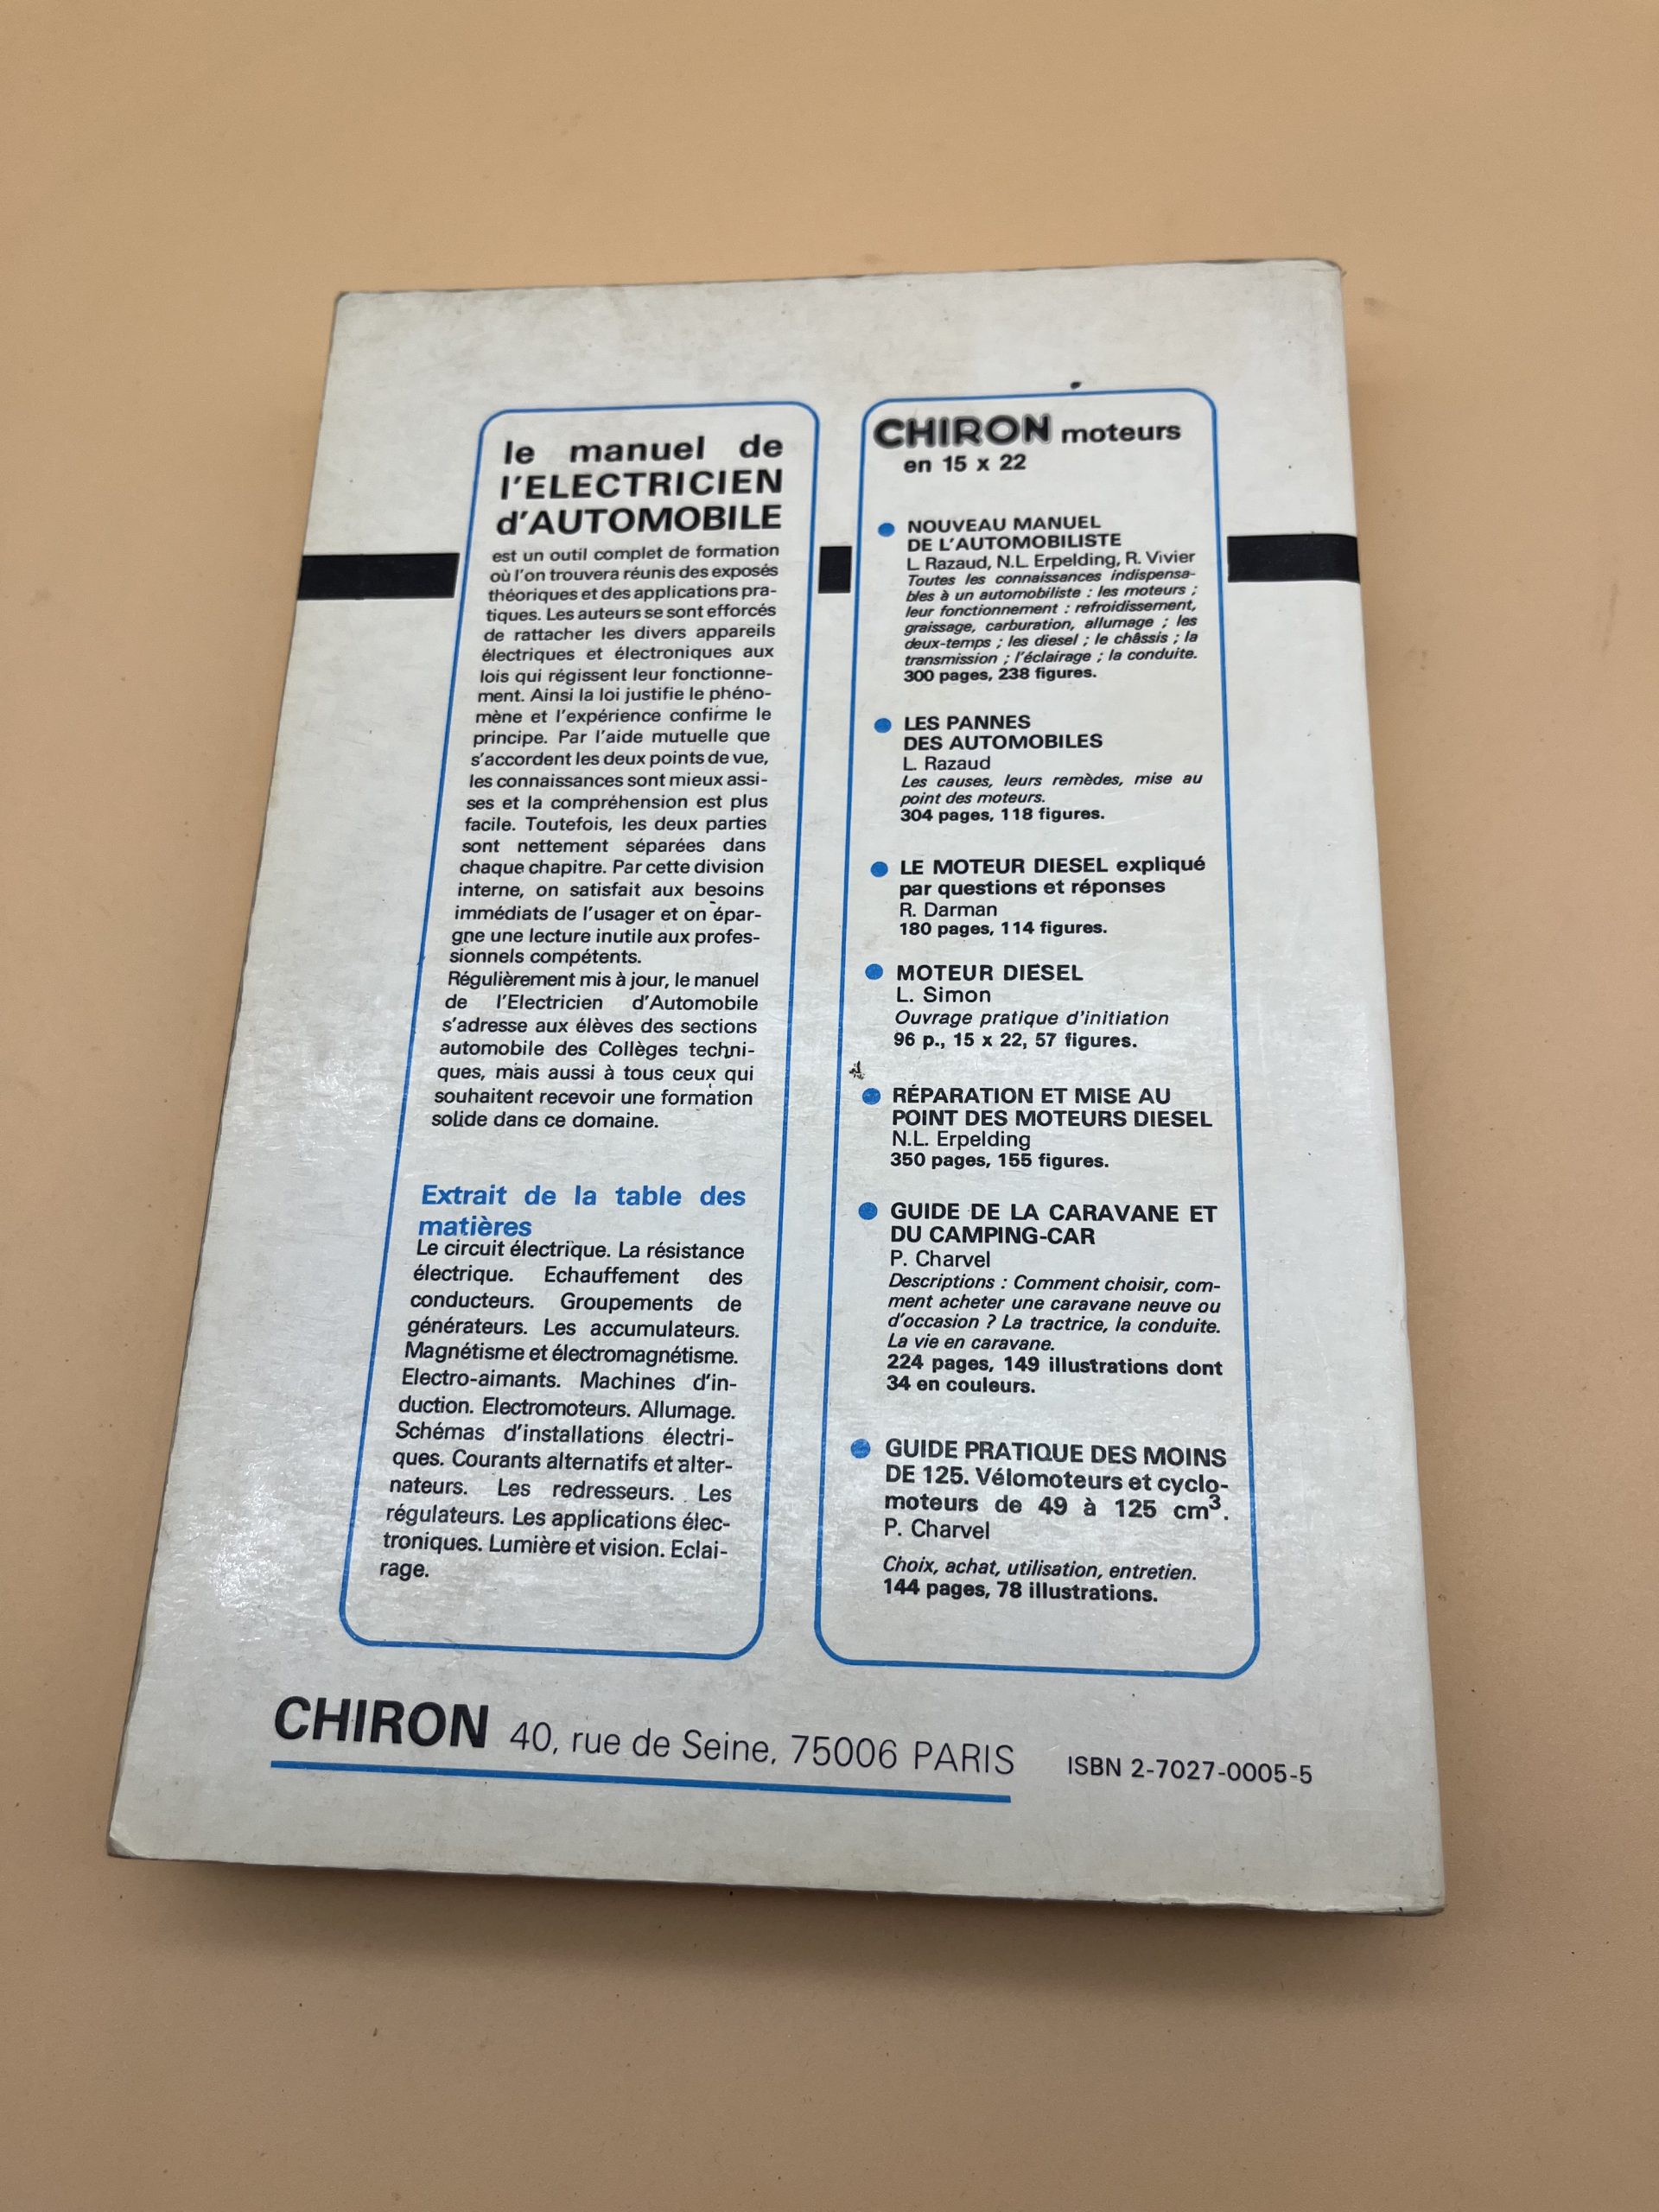 le manuel de
l'ELECTRICIEN
d'AUTOMOBILE
est un outil complet de formation
où l'on trouvera réunis des exposés
théoriques et des applications pra-
tiques. Les auteurs se sont efforcés
de rattacher les divers appareils
électriques et électroniques aux
lois qui régissent leur fonctionne-
ment. Ainsi la loi justifie le phéno-
mène et l'expérience confirme le
principe. Par l'aide mutuelle que
s'accordent les deux points de vue,
les connaissances sont mieux assi-
ses et la compréhension est plus
facile. Toutefois, les deux parties
sont nettement séparées dans
chaque chapitre. Par cette division
interne, on satisfait aux besoins
immédiats de l'usager et on épar-
gne une lecture inutile aux profes-
sionnels compétents.
Régulièrement mis à jour, le manuel
de l'Electricien d'Automobile
s'adresse aux élèves des sections
automobile des Collèges techni-
ques, mais aussi à tous ceux qui
souhaitent recevoir une formation
solide dans ce domaine.
Extrait de la table des
matières
Le circuit électrique. La résistance
électrique. Echauffement des
conducteurs. Groupements de
générateurs. Les accumulateurs.
Magnétisme et électromagnétisme.
Electro-aimants. Machines d'in-
duction. Electromoteurs. Allumage.
Schémas d'installations électri-
ques. Courants alternatifs et alter-
nateurs. Les redresseurs. Les
régulateurs. Les applications élec-
troniques. Lumière et vision. Eclai-
rage.
CHIRON moteurs
en 15 x 22
● NOUVEAU MANUEL
DE L'AUTOMOBILISTE
L. Razaud, N.L. Erpelding, R. Vivier
Toutes les connaissances indispensa-
bles à un automobiliste : les moteurs ;
leur fonctionnement : refroidissement,
graissage, carburation, allumage ; les
deux-temps ; les diesel ; le châssis ; la
transmission ; l'éclairage ; la conduite.
300 pages, 238 figures.
● LES PANNES
DES AUTOMOBILES
L. Razaud
Les causes, leurs remèdes, mise au
point des moteurs.
304 pages, 118 figures.
● LE MOTEUR DIESEL expliqué
par questions et réponses
R. Darman
180 pages, 114 figures.
● MOTEUR DIESEL
L. Simon
Ouvrage pratique d'initiation
96 p., 15 x 22, 57 figures.
● RÉPARATION ET MISE AU
POINT DES MOTEURS DIESEL
N.L. Erpelding
350 pages, 155 figures.
● GUIDE DE LA CARAVANE ET
DU CAMPING-CAR
P. Charvel
Descriptions : Comment choisir, com-
ment acheter une caravane neuve ou
d'occasion ? La tractrice, la conduite.
La vie en caravane.
224 pages, 149 illustrations dont
34 en couleurs.
● GUIDE PRATIQUE DES MOINS
DE 125. Vélomoteurs et cyclo-
moteurs de 49 à 125 cm³.
P. Charvel
Choix, achat, utilisation, entretien.
144 pages, 78 illustrations.
CHIRON 40, rue de Seine, 75006 PARIS
ISBN 2-7027-0005-5